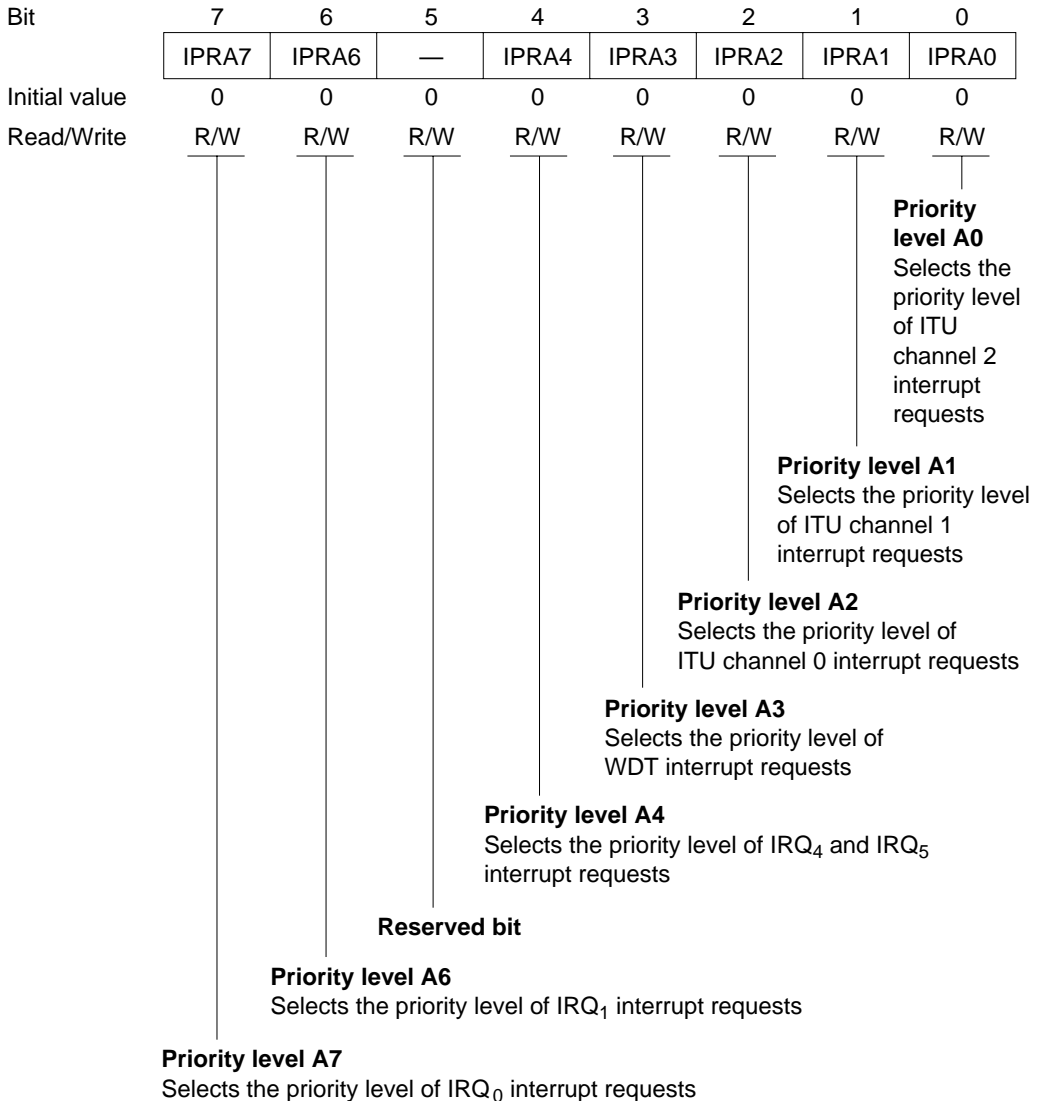 Bit 7 6 5 4 3 2 1 0
IPRA7 IPRA6 — IPRA4 IPRA3 IPRA2 IPRA1 IPRA0
Initial value 0 0 0 0 0 0 0 0
Read/Write R/W R/W R/W R/W R/W R/W R/W R/W
Priority
level A0
Selects the
priority level
of ITU
channel 2
interrupt
requests
Priority level A1
Selects the priority level
of ITU channel 1
interrupt requests
Priority level A2
Selects the priority level of
ITU channel 0 interrupt requests
Priority level A3
Selects the priority level of
WDT interrupt requests
Priority level A4
Selects the priority level of IRQ4 and IRQ5
interrupt requests
Reserved bit
Priority level A6
Selects the priority level of IRQ1 interrupt requests
Priority level A7
Selects the priority level of IRQ0 interrupt requests